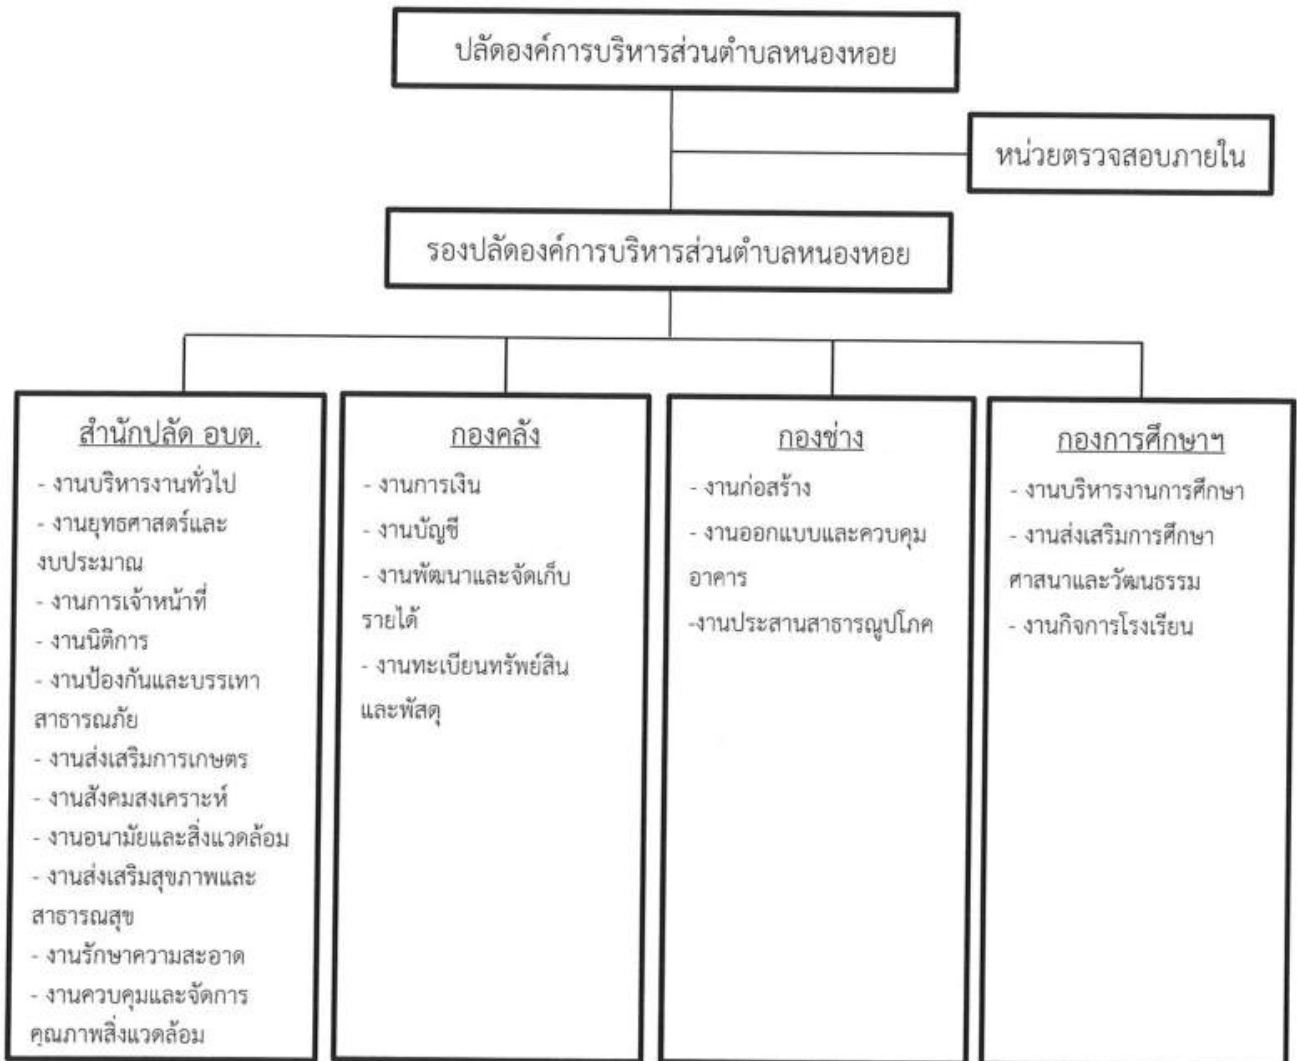 ปลัดองค์การบริหารส่วนตำบลหนองหอย
หน่วยตรวจสอบภายใน
รองปลัดองค์การบริหารส่วนตำบลหนองหอย
สำนักปลัด อบต.
- งานบริหารงานทั่วไป
- งานยุทธศาสตร์และ
งบประมาณ
- งานการเจ้าหน้าที่
- งานนิติการ
- งานป้องกันและบรรเทา
สาธารณภัย
- งานส่งเสริมการเกษตร
- งานสังคมสงเคราะห์
- งานอนามัยและสิ่งแวดล้อม
- งานส่งเสริมสุขภาพและ
สาธารณสุข
- งานรักษาความสะอาด
- งานควบคุมและจัดการ
คุณภาพสิ่งแวดล้อม
กองคลัง
- งานการเงิน
- งานบัญชี
- งานพัฒนาและจัดเก็บ
รายได้
- งานทะเบียนทรัพย์สิน
และพัสดุ
กองช่าง
- งานก่อสร้าง
- งานออกแบบและควบคุม
อาคาร
-งานประสานสาธารณูปโภค
กองการศึกษาฯ
- งานบริหารงานการศึกษา
- งานส่งเสริมการศึกษา
ศาสนาและวัฒนธรรม
- งานกิจการโรงเรียน